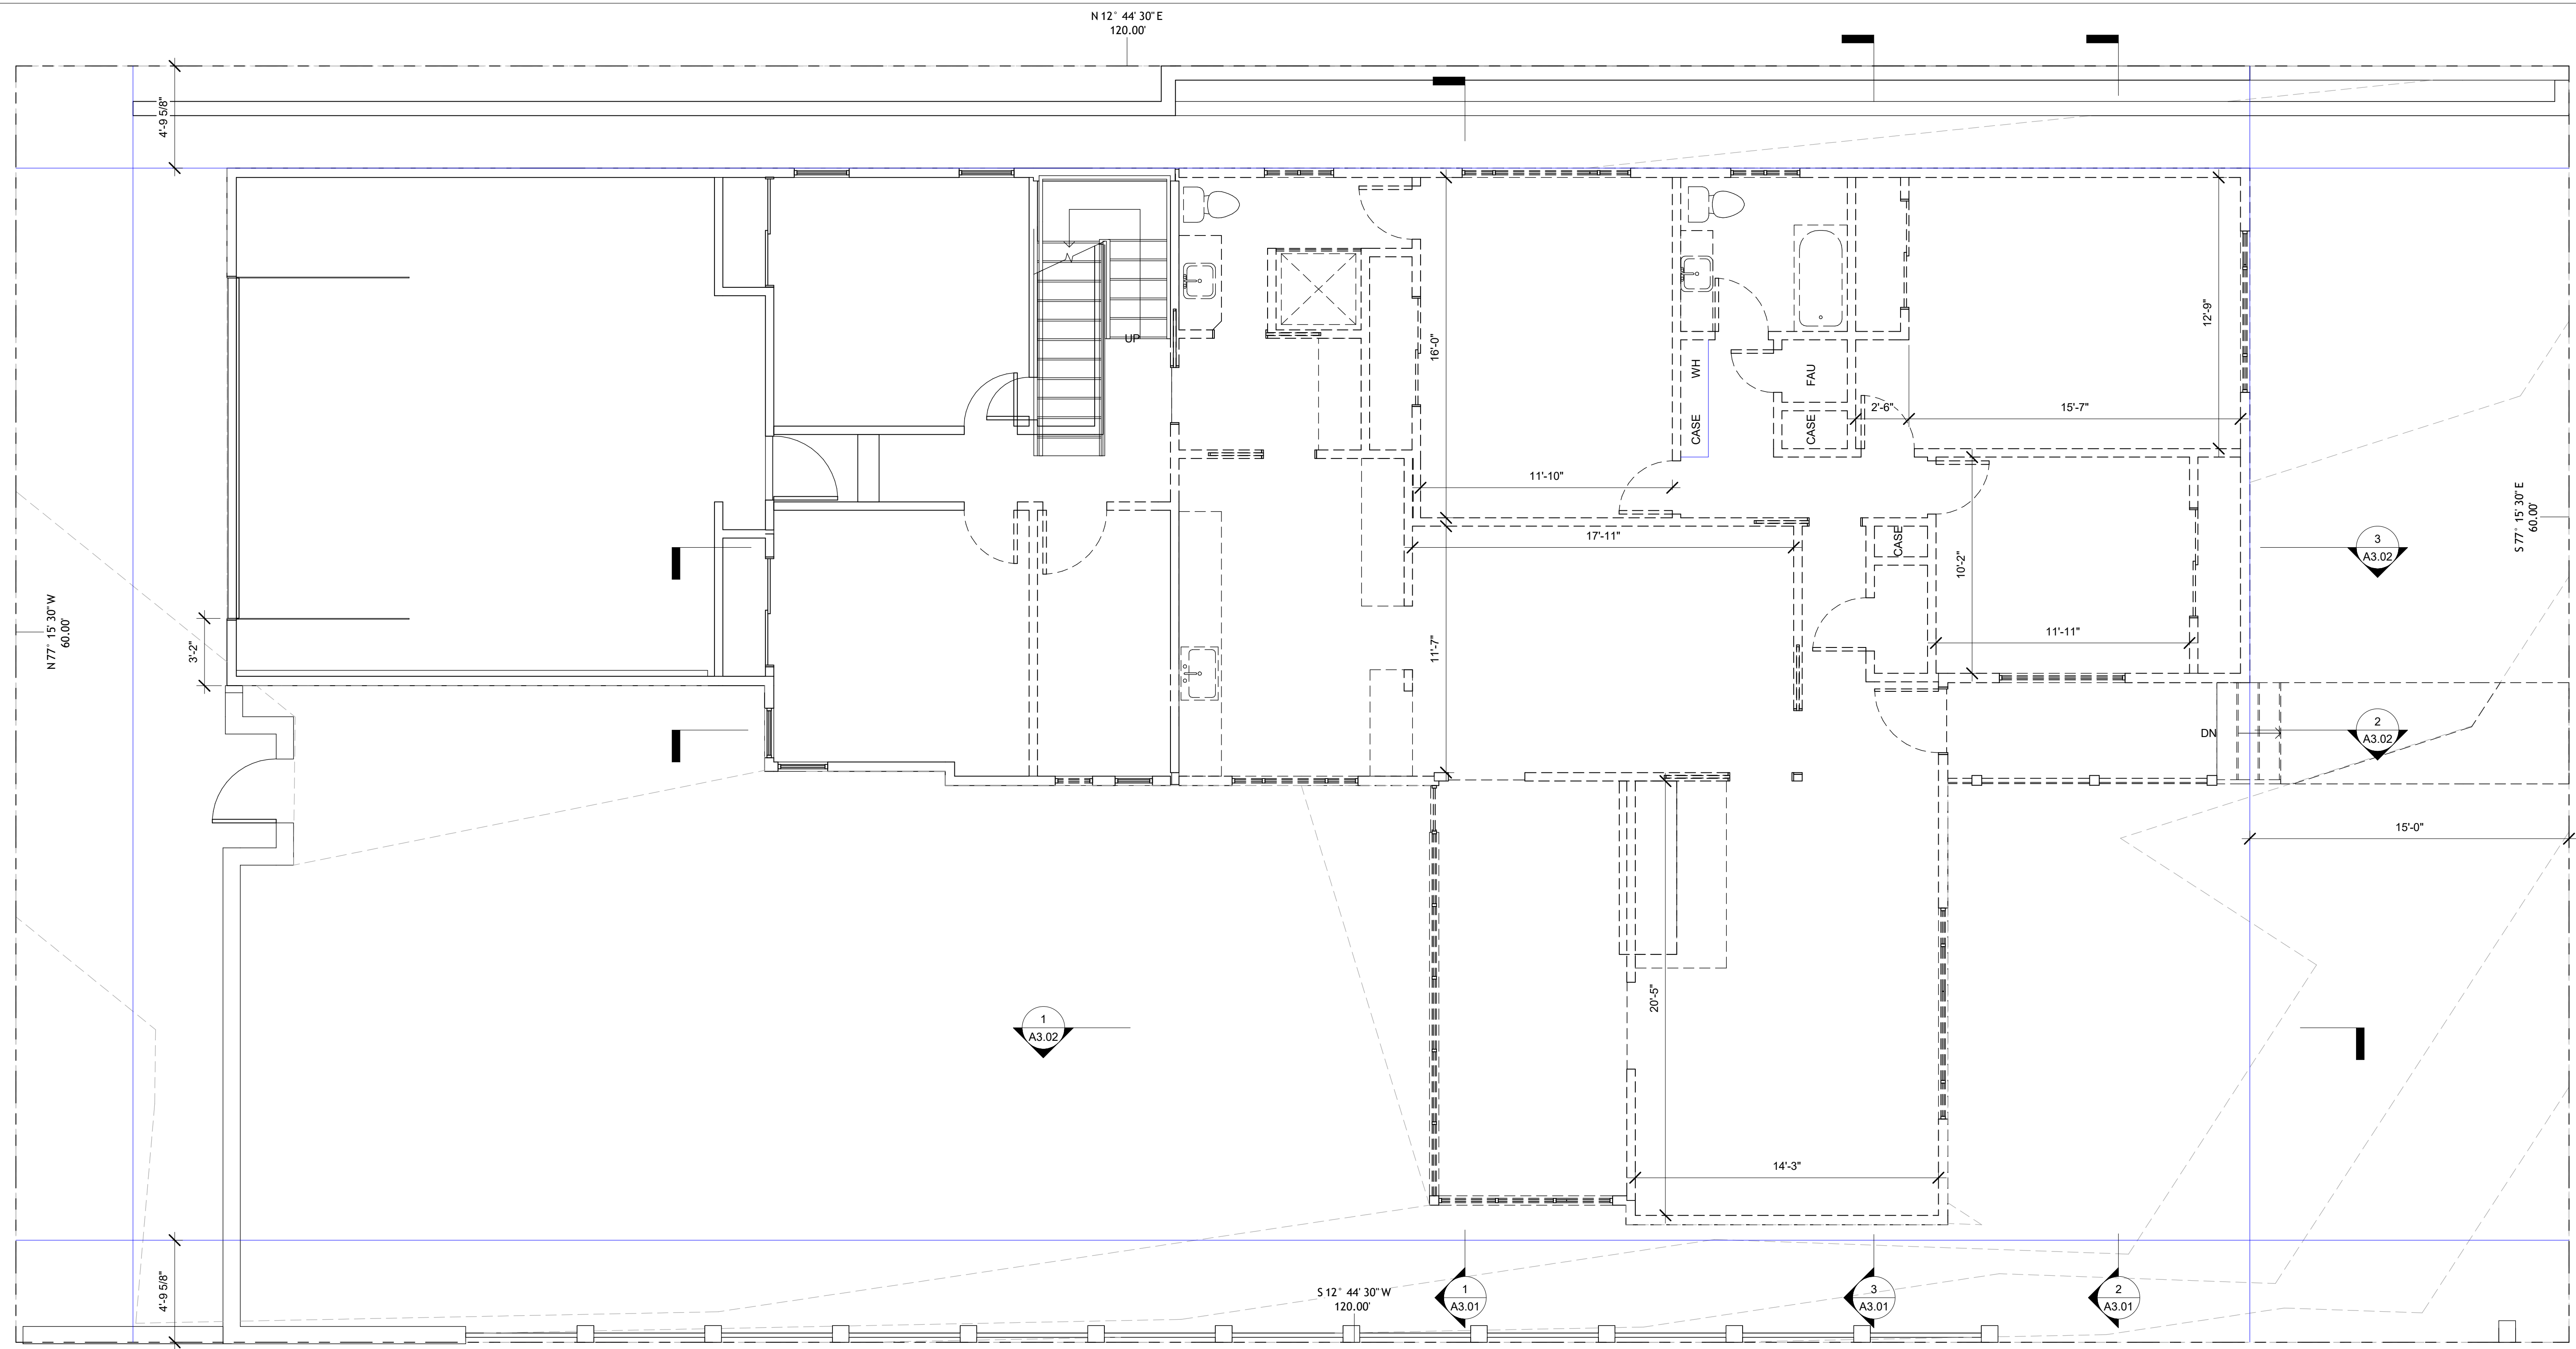 N 12° 44' 30" E
120.00'
4'-9 5/8"
UP
16'-0"
12'-9"
WH
FAU
CASE
CASE
2'-6"
15'-7"
11'-10"
17'-11"
CASE
10'-2"
S 77° 15' 30" E
60.00'
3
A3.02
N 77° 15' 30" W
60.00'
3'-2"
11'-7"
11'-11"
2
A3.02
DN
15'-0"
20'-5"
1
A3.02
14'-3"
4'-9 5/8"
S 12° 44' 30" W
120.00'
1
A3.01
3
A3.01
2
A3.01